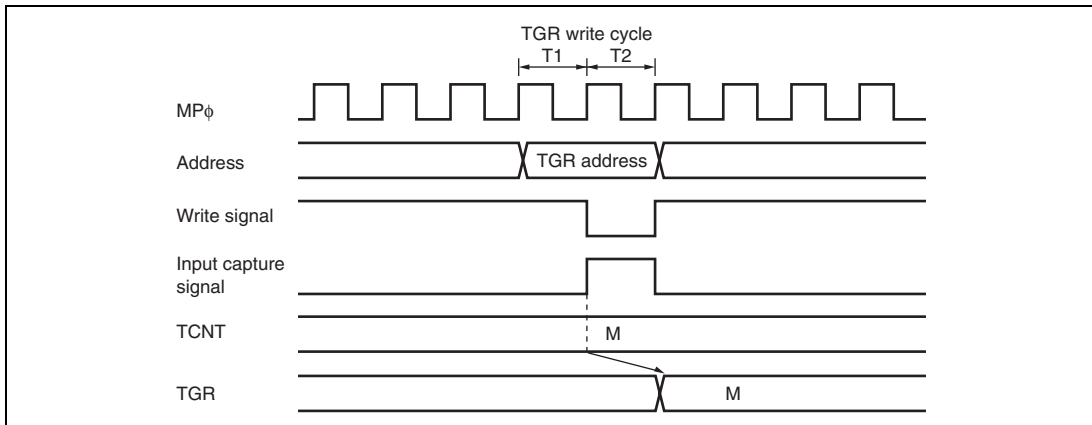 TGR write cycle
T1 T2
MPϕ
Address
TGR address
Write signal
Input capture
signal
TCNT
M
TGR
M